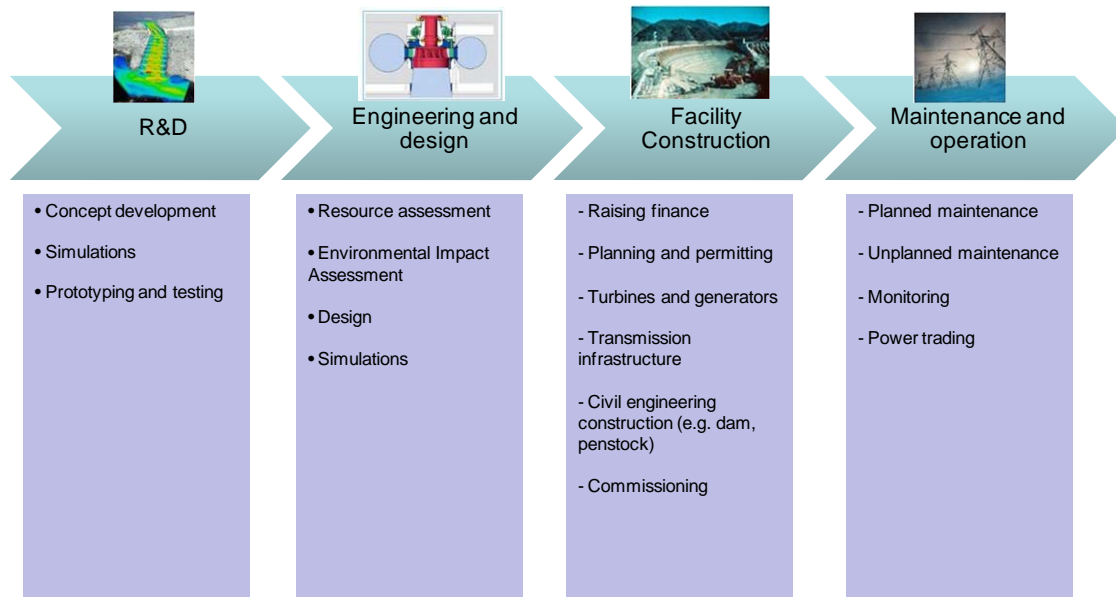 R&D
Engineering and
design
Facility
Construction
Maintenance and
operation
• Concept development
• Simulations
• Prototyping and testing
• Resource assessment
• Environmental Impact
Assessment
• Design
• Simulations
- Raising finance
- Planning and permitting
- Turbines and generators
- Transmission
infrastructure
- Civil engineering
construction (e.g. dam,
penstock)
- Commissioning
- Planned maintenance
- Unplanned maintenance
- Monitoring
- Power trading